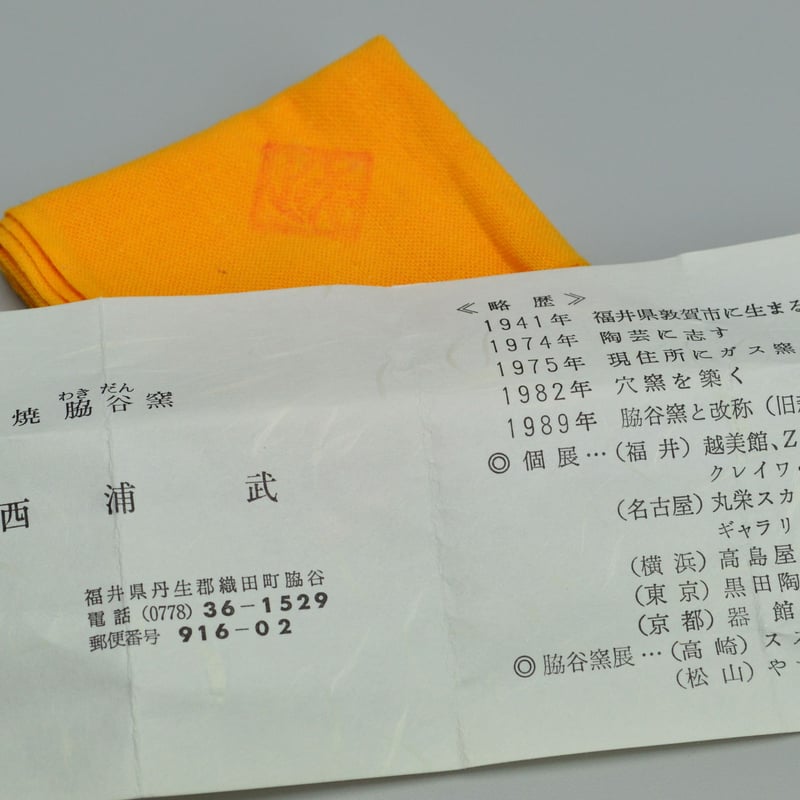 焼 脇谷窯
わき だん
西 浦 武
福井県丹生郡織田町脇谷
電話 (0778) 36-1529
郵便番号 916-02
≪ 略 歴 ≫
1941年 福井県敦賀市に生まる
1974年 陶芸に志す
1975年 現住所にガス窯
1982年 穴窯を築く
1989年 脇谷窯と改称（旧
◎ 個 展…（福 井）越美館、Z
クレイワ・
（名古屋）丸栄スカ
ギャラリ
（横 浜）高島屋
（東 京）黒田陶
（京 都）器 館
◎ 脇谷窯展…（高 崎）ス
（松 山）や